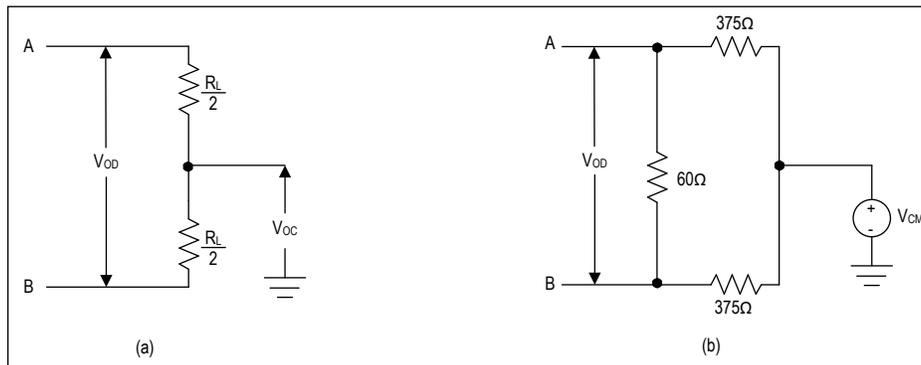 A
R_L
2
V_OD
V_OC
R_L
2
B
(a)
375Ω
A
V_OD
60Ω
+
-
V_CM
B
375Ω
(b)